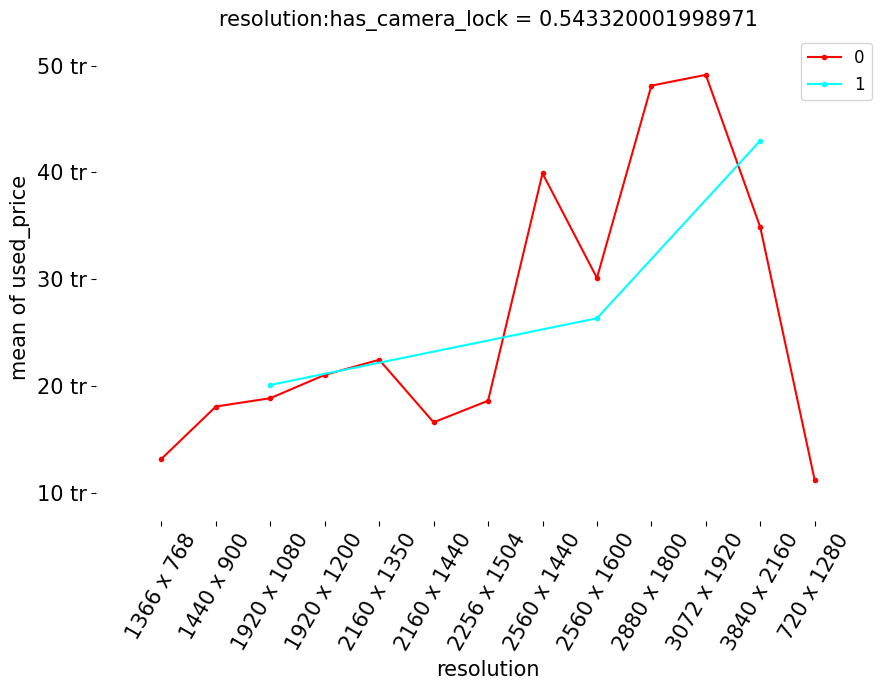 resolution:has_camera_lock = 0.543320001998971
0
1
50 tr
40 tr
30 tr
20 tr
10 tr
mean of used_price
1366 x 768
1440 x 900
1920 x 1080
1920 x 1200
2160 x 1350
2160 x 1440
2256 x 1504
2560 x 1440
2560 x 1600
2880 x 1800
3072 x 1920
3840 x 2160
720 x 1280
resolution